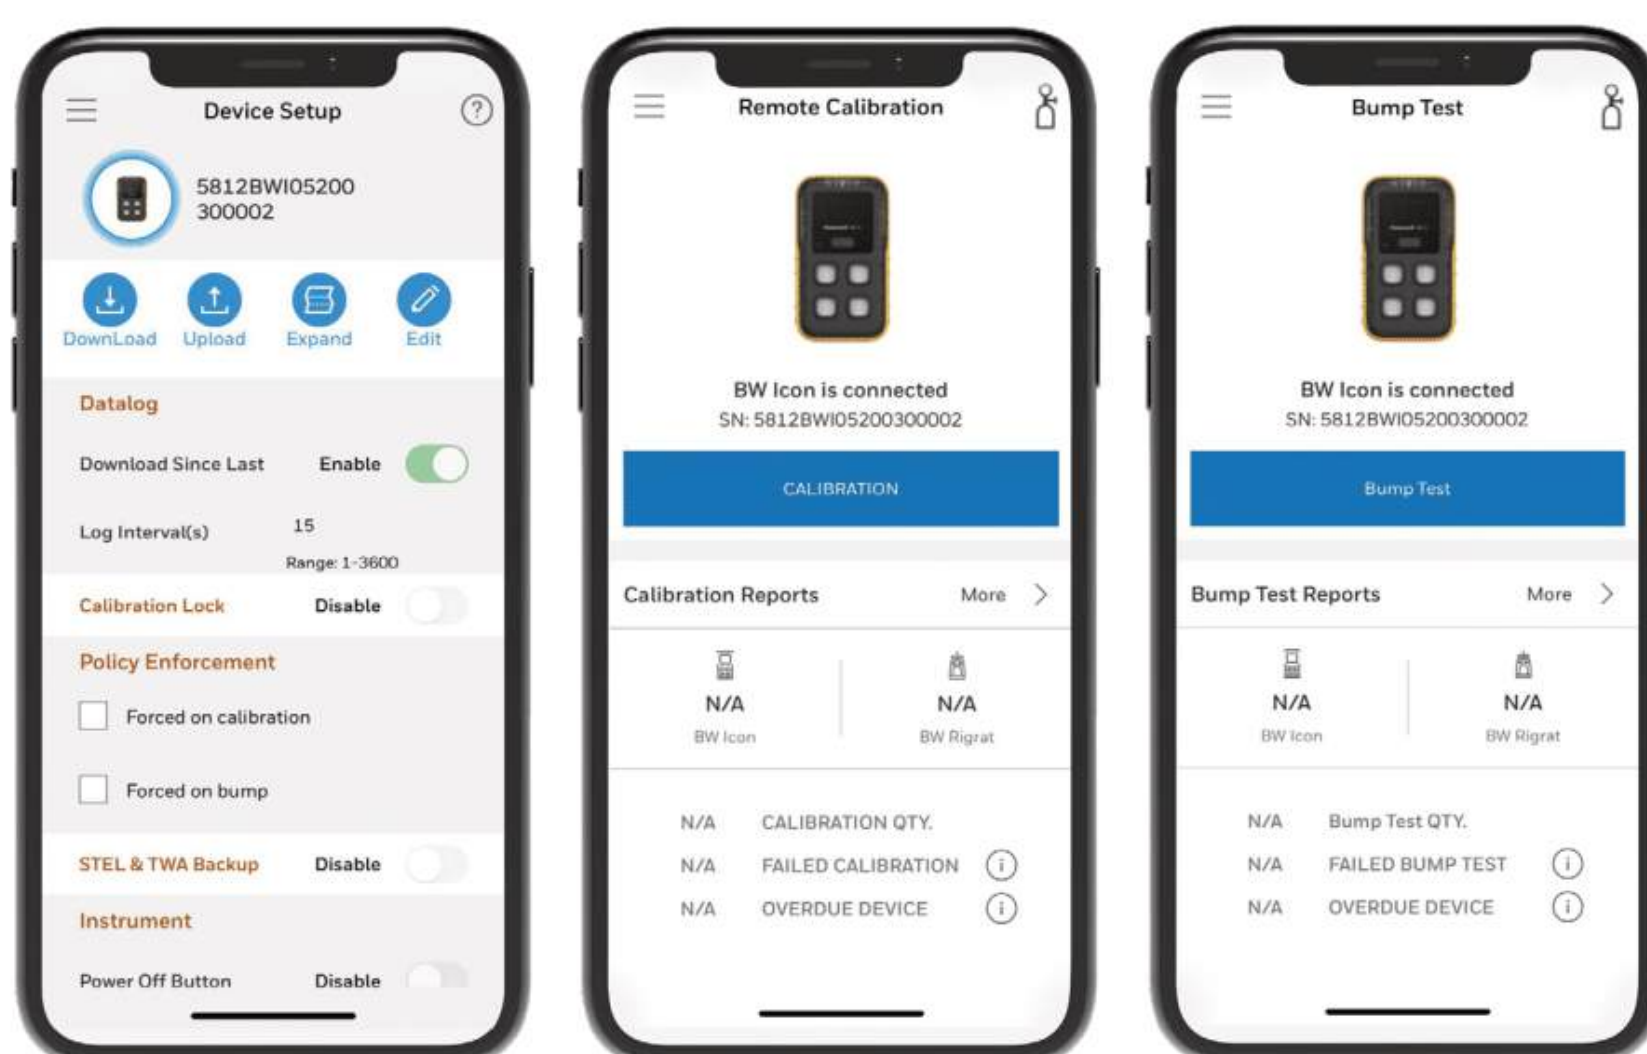 Device Setup
?
5812BWI05200
300002
DownLoad
Upload
Expand
Edit
Datalog
Download Since Last Enable
Log Interval(s) 15
Range: 1-3600
Calibration Lock Disable
Policy Enforcement
Forced on calibration
Forced on bump
STEL & TWA Backup Disable
Instrument
Power Off Button Disable
Remote Calibration
BW Icon is connected
SN: 5812BWI05200300002
CALIBRATION
Calibration Reports More
N/A
BW Icon
N/A
BW Rigrat
N/A CALIBRATION QTY.
N/A FAILED CALIBRATION i
N/A OVERDUE DEVICE i
Bump Test
BW Icon is connected
SN: 5812BWI05200300002
Bump Test
Bump Test Reports More
N/A
BW Icon
N/A
BW Rigrat
N/A Bump Test QTY.
N/A FAILED BUMP TEST i
N/A OVERDUE DEVICE i